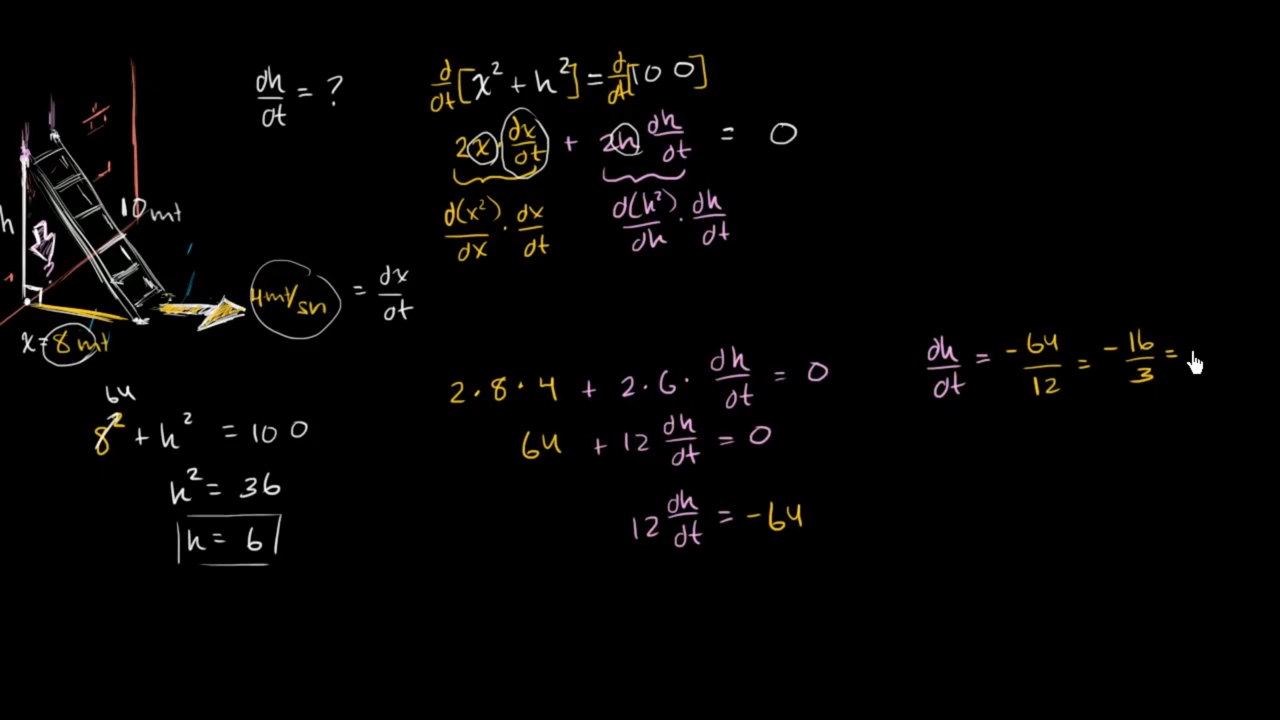 dh/dt = ?
d/dt [x² + h²] = d/dt [100]
2x · dx/dt + 2h dh/dt = 0
d(x²)/dx · dx/dt
d(h²)/dh · dh/dt
h
10 mt
4mt/sn = dx/dt
x = 8 mt
64
8² + h² = 100
h² = 36
h = 6
2 · 8 · 4 + 2 · 6 · dh/dt = 0
64 + 12 dh/dt = 0
12 dh/dt = -64
dh/dt = -64/12 = -16/3 =